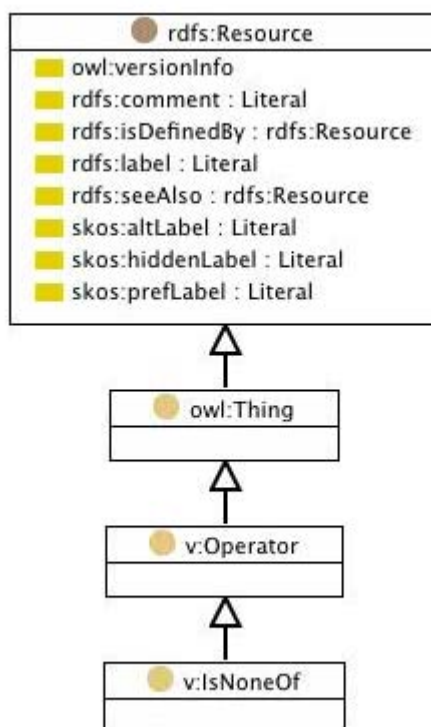 rdfs:Resource
owl:versionInfo
rdfs:comment : Literal
rdfs:isDefinedBy : rdfs:Resource
rdfs:label : Literal
rdfs:seeAlso : rdfs:Resource
skos:altLabel : Literal
skos:hiddenLabel : Literal
skos:prefLabel : Literal
owl:Thing
v:Operator
v:IsNoneOf